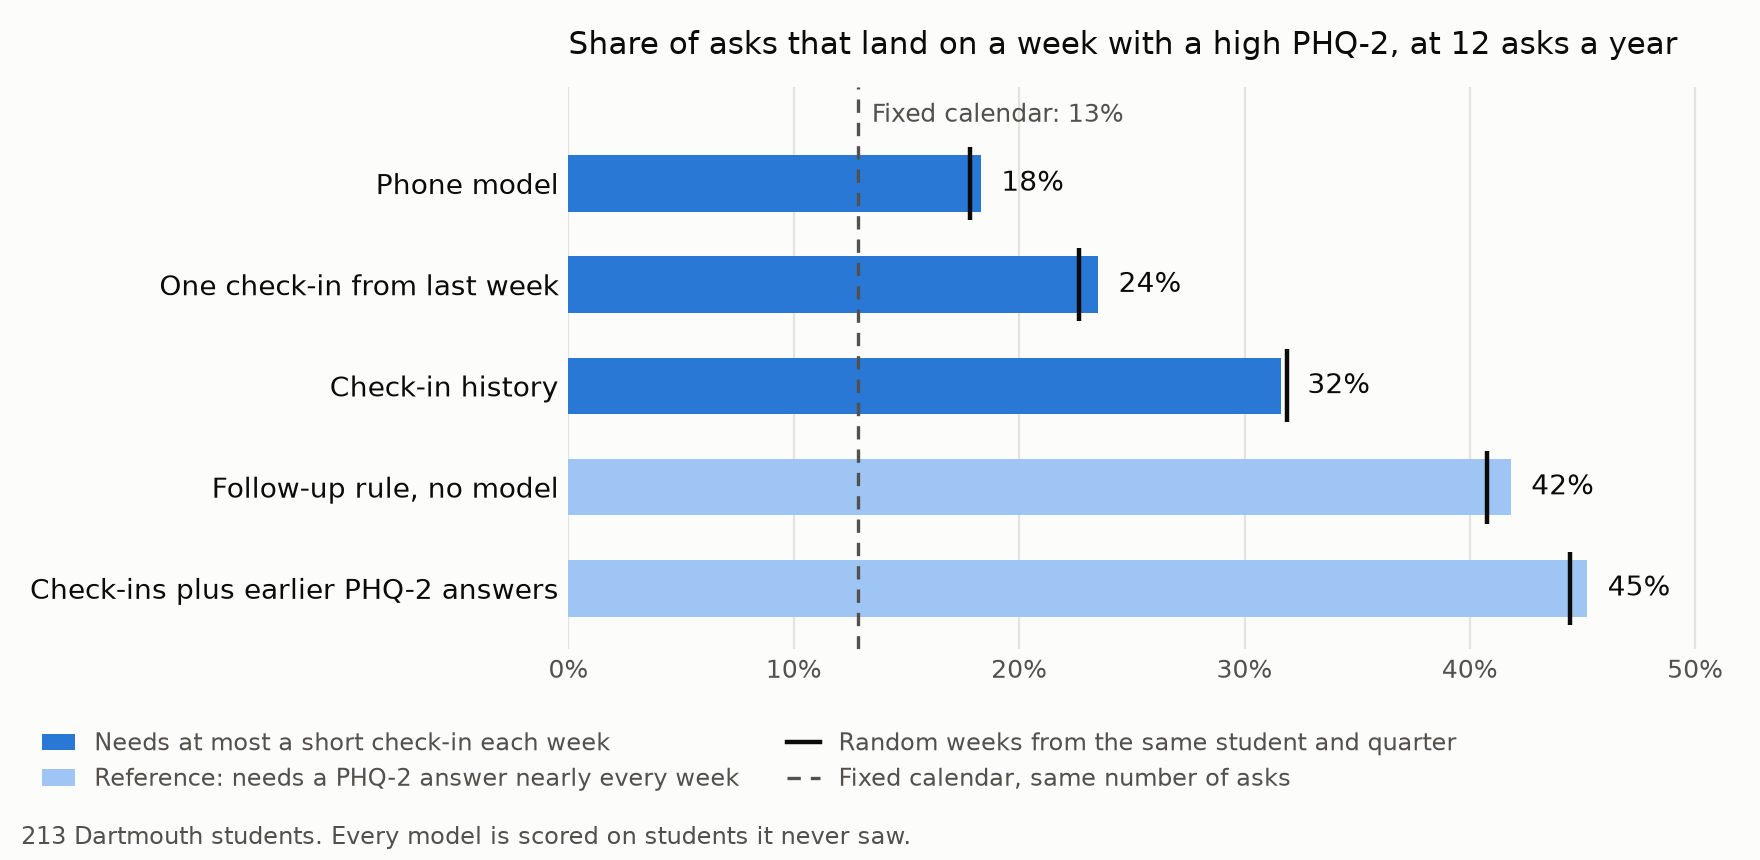 Share of asks that land on a week with a high PHQ-2, at 12 asks a year
Fixed calendar: 13%
Phone model
18%
One check-in from last week
24%
Check-in history
32%
Follow-up rule, no model
42%
Check-ins plus earlier PHQ-2 answers
45%
0% 10% 20% 30% 40% 50%
Needs at most a short check-in each week
Reference: needs a PHQ-2 answer nearly every week
Random weeks from the same student and quarter
Fixed calendar, same number of asks
213 Dartmouth students. Every model is scored on students it never saw.